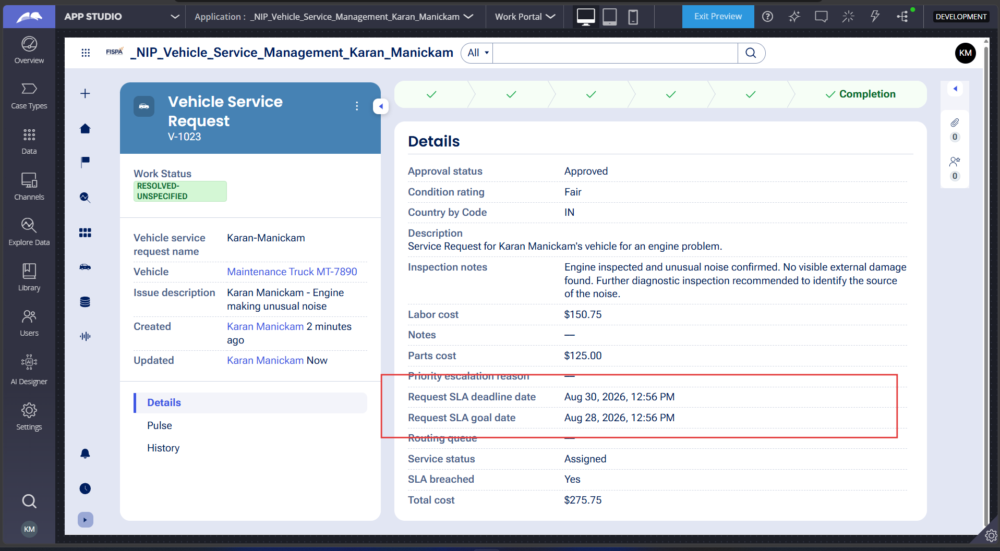 APP STUDIO
Application : _NIP_Vehicle_Service_Management_Karan_Manickam
Work Portal
Exit Preview
DEVELOPMENT
Overview
Case Types
Data
Channels
Explore Data
Library
Users
AI
AI Designer
Settings
KM
FISPA
_NIP_Vehicle_Service_Management_Karan_Manickam
All
KM
Vehicle Service
Request
V-1023
Work Status
RESOLVED-
UNSPECIFIED
Vehicle service
request name
Karan-Manickam
Vehicle
Maintenance Truck MT-7890
Issue description
Karan Manickam - Engine
making unusual noise
Created
Karan Manickam 2 minutes
ago
Updated
Karan Manickam Now
Details
Pulse
History
Completion
Details
Approval status
Approved
Condition rating
Fair
Country by Code
IN
Description
Service Request for Karan Manickam's vehicle for an engine problem.
Inspection notes
Engine inspected and unusual noise confirmed. No visible external damage
found. Further diagnostic inspection recommended to identify the source
of the noise.
Labor cost
$150.75
Notes
—
Parts cost
$125.00
Priority escalation reason
—
Request SLA deadline date
Aug 30, 2026, 12:56 PM
Request SLA goal date
Aug 28, 2026, 12:56 PM
Routing queue
—
Service status
Assigned
SLA breached
Yes
Total cost
$275.75
0
0